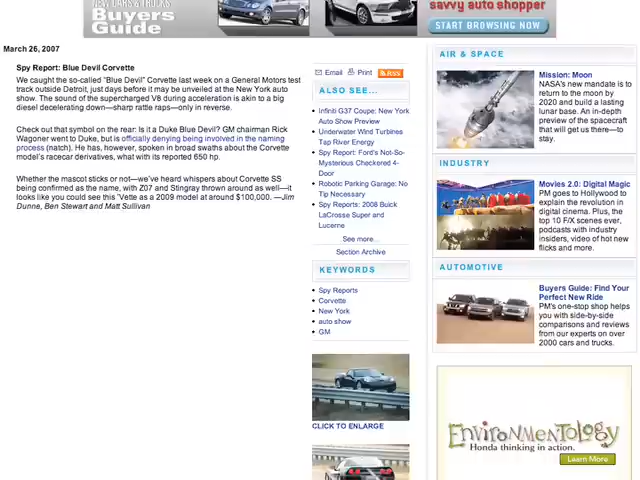 NEW CARS & TRUCKS
Buyers
Guide
savvy auto shopper
START BROWSING NOW
March 26, 2007
Spy Report: Blue Devil Corvette
We caught the so-called "Blue Devil" Corvette last week on a General Motors test
track outside Detroit, just days before it may be unveiled at the New York auto
show. The sound of the supercharged V8 during acceleration is akin to a big
diesel decelerating down—sharp rattle raps—only in reverse.
Check out that symbol on the rear: Is it a Duke Blue Devil? GM chairman Rick
Wagoner went to Duke, but is officially denying being involved in the naming
process (natch). He has, however, spoken in broad swaths about the Corvette
model's racecar derivatives, what with its reported 650 hp.
Whether the mascot sticks or not—we've heard whispers about Corvette SS
being confirmed as the name, with Z07 and Stingray thrown around as well—it
looks like you could see this 'Vette as a 2009 model at around $100,000. —Jim
Dunne, Ben Stewart and Matt Sullivan
Email
Print
RSS
ALSO SEE...
Infiniti G37 Coupe: New York
Auto Show Preview
Underwater Wind Turbines
Tap River Energy
Spy Report: Ford's Not-So-
Mysterious Checkered 4-
Door
Robotic Parking Garage: No
Tip Necessary
Spy Reports: 2008 Buick
LaCrosse Super and
Lucerne
See more...
Section Archive
KEYWORDS
Spy Reports
Corvette
New York
auto show
GM
CLICK TO ENLARGE
AIR & SPACE
Mission: Moon
NASA's new mandate is to
return to the moon by
2020 and build a lasting
lunar base. An in-depth
preview of the spacecraft
that will get us there—to
stay.
INDUSTRY
Movies 2.0: Digital Magic
PM goes to Hollywood to
explain the revolution in
digital cinema. Plus, the
top 10 F/X scenes ever,
podcasts with industry
insiders, video of hot new
flicks and more.
AUTOMOTIVE
Buyers Guide: Find Your
Perfect New Ride
PM's one-stop shop helps
you with side-by-side
comparisons and reviews
from our experts on over
2000 cars and trucks.
Environmentology
Honda thinking in action.
Learn More